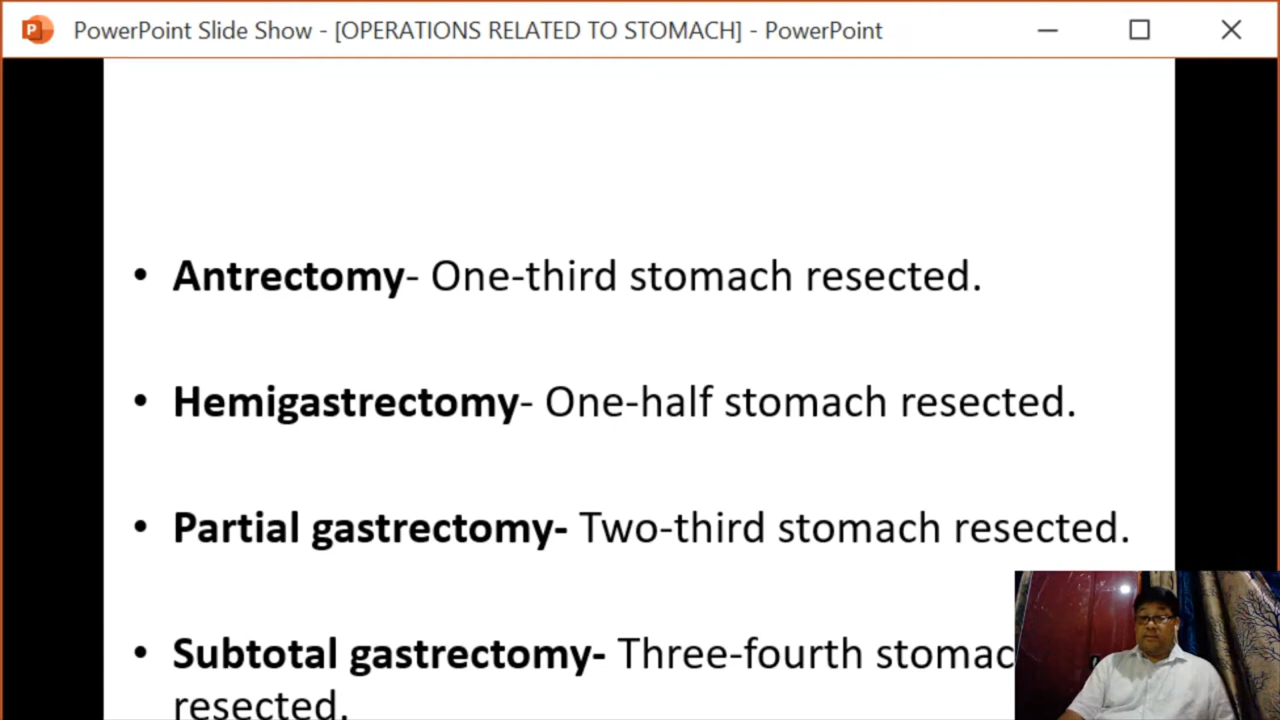 PowerPoint Slide Show - [OPERATIONS RELATED TO STOMACH] - PowerPoint
• Antrectomy- One-third stomach resected.
• Hemigastrectomy- One-half stomach resected.
• Partial gastrectomy- Two-third stomach resected.
• Subtotal gastrectomy- Three-fourth stomac
resected.